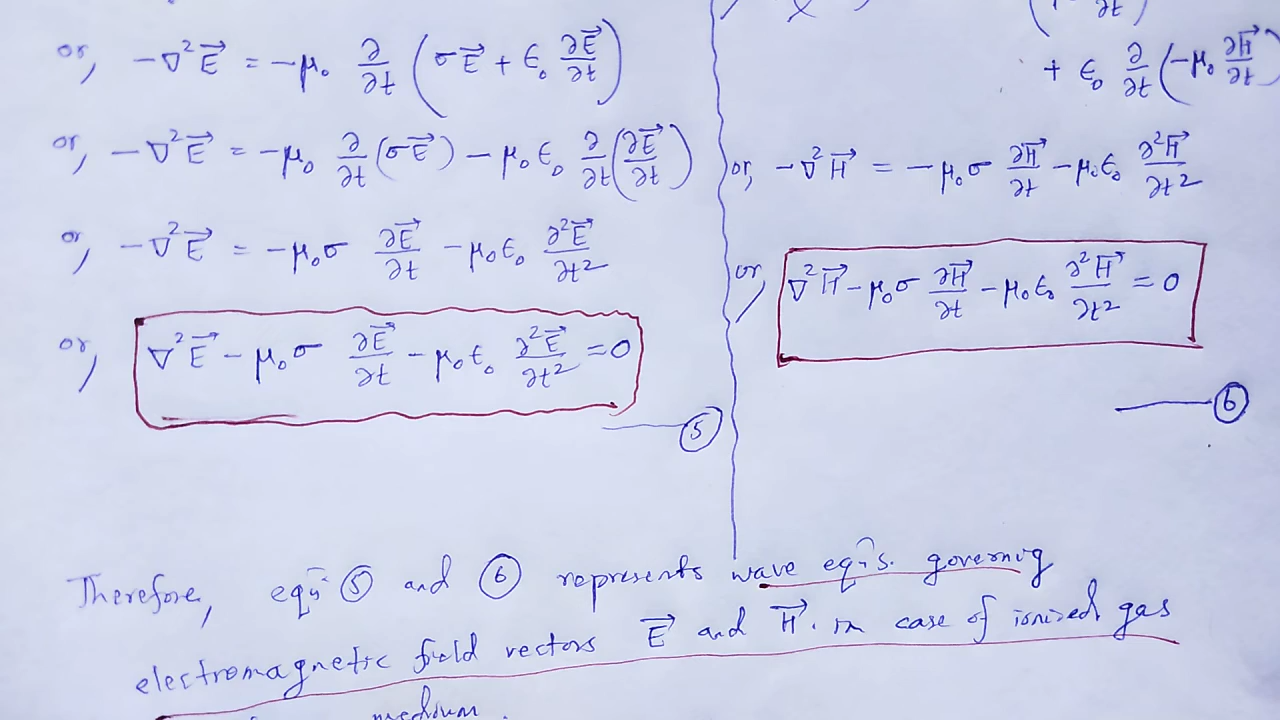 or, -∇²E⃗ = -μ₀ ∂/∂t (σE⃗ + ϵ₀ ∂E⃗/∂t)
or, -∇²E⃗ = -μ₀ ∂/∂t (σE⃗) - μ₀ϵ₀ ∂/∂t (∂E⃗/∂t)
or, -∇²E⃗ = -μ₀σ ∂E⃗/∂t - μ₀ϵ₀ ∂²E⃗/∂t²
or, ∇²E⃗ - μ₀σ ∂E⃗/∂t - μ₀ϵ₀ ∂²E⃗/∂t² = 0
5
+ ϵ₀ ∂/∂t (-μ₀ ∂H⃗/∂t)
or, -∇²H⃗ = -μ₀σ ∂H⃗/∂t - μ₀ϵ₀ ∂²H⃗/∂t²
or, ∇²H⃗ - μ₀σ ∂H⃗/∂t - μ₀ϵ₀ ∂²H⃗/∂t² = 0
6
Therefore, eqn 5 and 6 represents wave eqns. governing
electromagnetic field vectors E⃗ and H⃗. in case of ionized gas
medium.